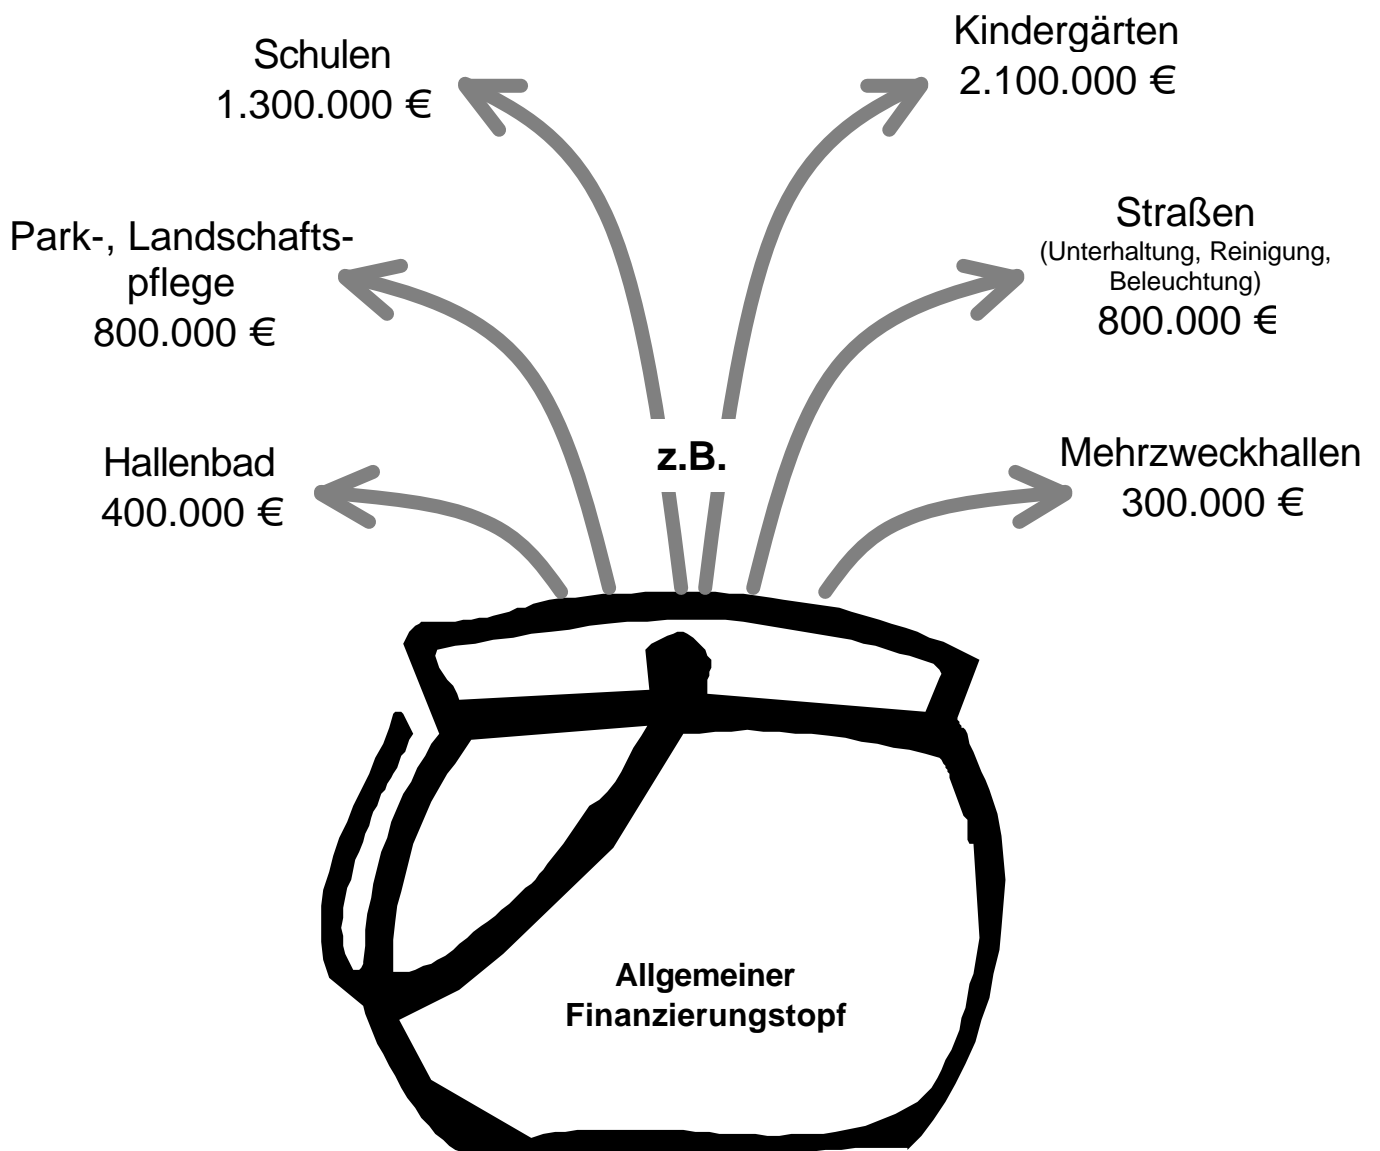 Schulen
1.300.000 €
Kindergärten
2.100.000 €
Park-, Landschafts-
pflege
800.000 €
Straßen
(Unterhaltung, Reinigung,
Beleuchtung)
800.000 €
Hallenbad
400.000 €
z.B.
Mehrzweckhallen
300.000 €
Allgemeiner
Finanzierungstopf